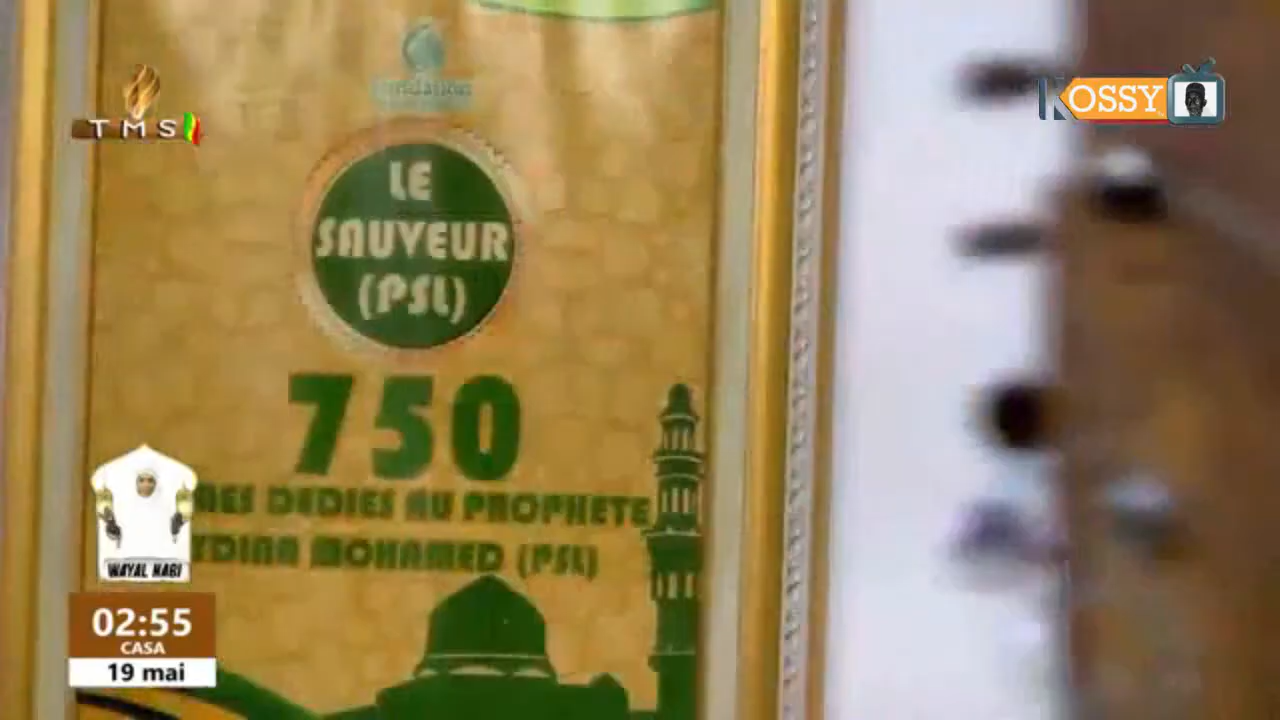 TMS
KOSSY
LE
SAUVEUR
(PSL)
750
DEDIES AU PROPHETE
MOHAMED (PSL)
WAYAL NABI
02:55
CASA
19 mai